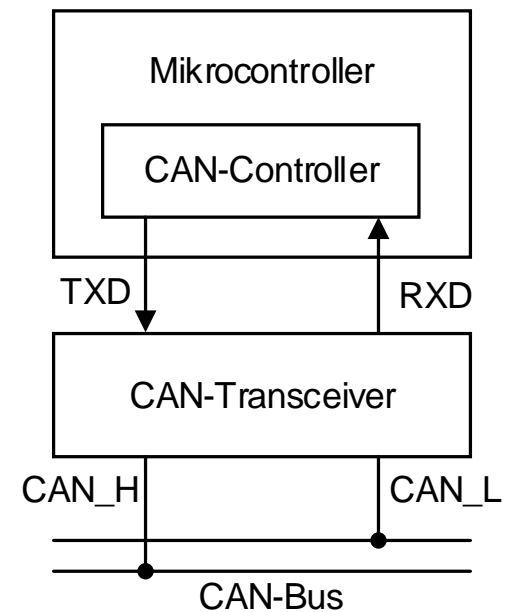 Mikrocontroller
CAN-Controller
TXD
RXD
CAN-Transceiver
CAN_H
CAN_L
CAN-Bus